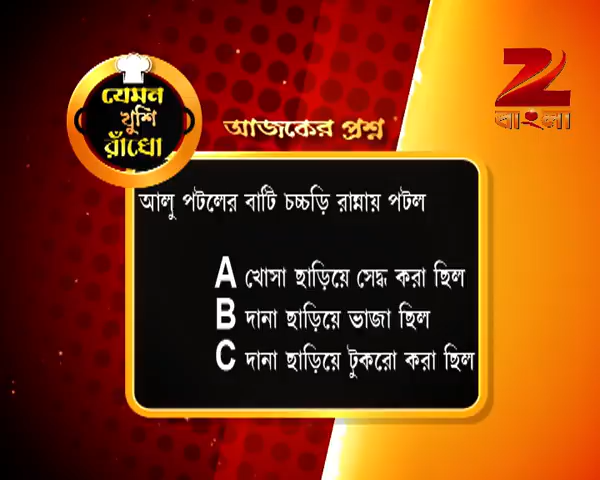 যেমন
খুশি
রাঁধো
Z
বাংলা
আজকের প্রশ্ন
আলু পটলের বাটি চচ্চড়ি রান্নায় পটল
A খোসা ছাড়িয়ে সেদ্ধ করা ছিল
B দানা ছাড়িয়ে ভাজা ছিল
C দানা ছাড়িয়ে টুকরো করা ছিল